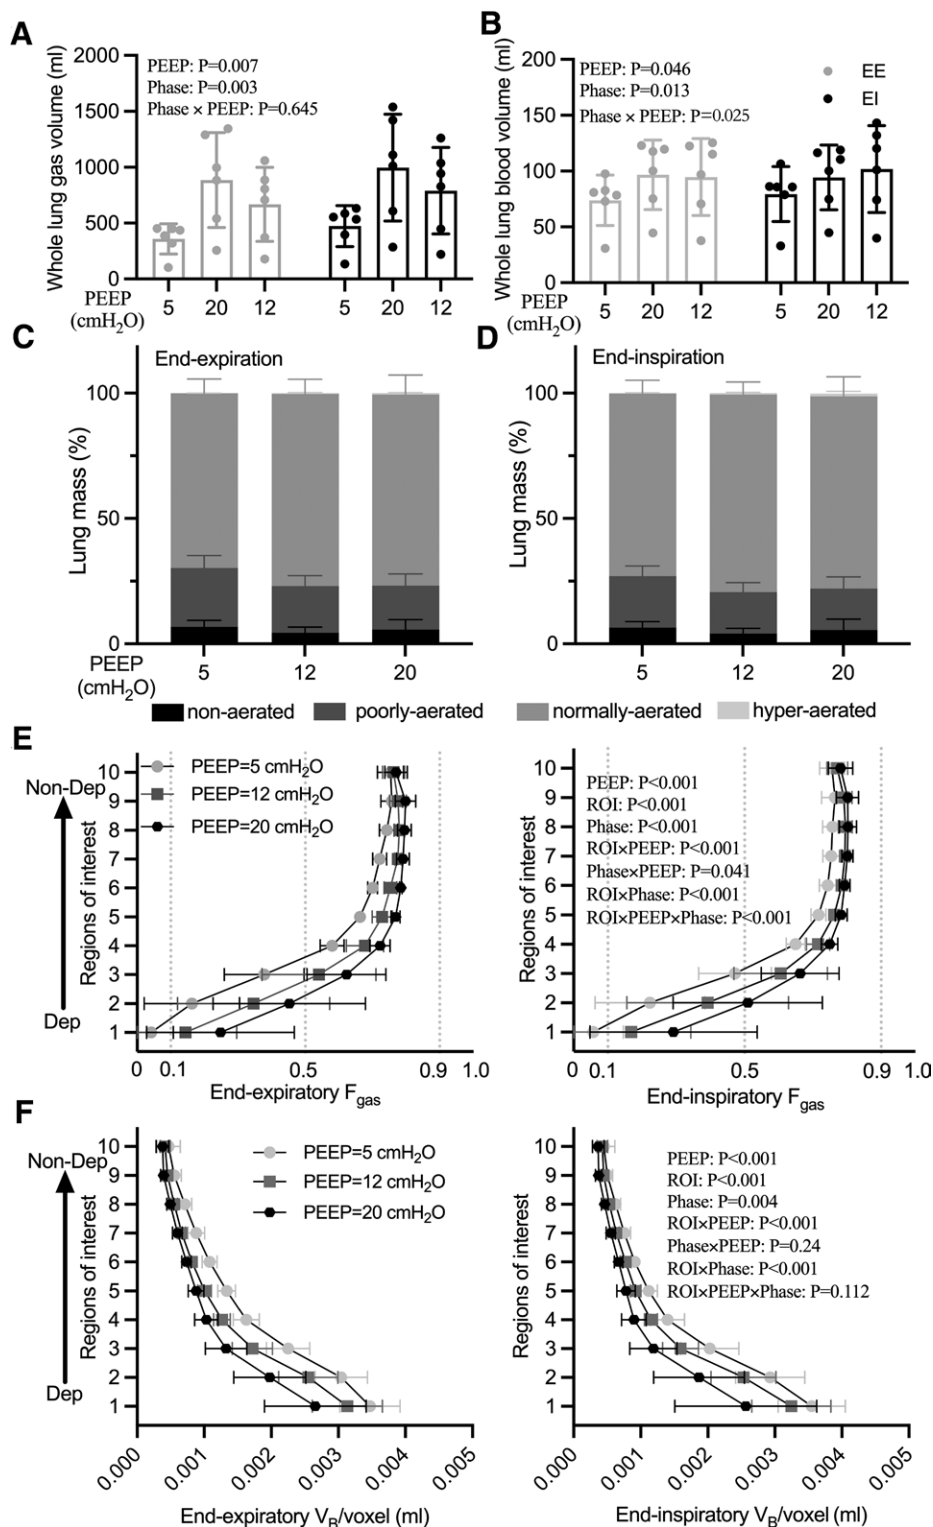 A
Whole lung gas volume (ml)
2000
1500
1000
500
0
PEEP: P=0.007
Phase: P=0.003
Phase × PEEP: P=0.645
PEEP
(cmH2O)
5 20 12 5 20 12
B
Whole lung blood volume (ml)
200
150
100
50
0
PEEP: P=0.046
Phase: P=0.013
Phase × PEEP: P=0.025
EE
EI
PEEP
(cmH2O)
5 20 12 5 20 12
C
End-expiration
Lung mass (%)
100
50
0
PEEP
(cmH2O)
5 12 20
D
End-inspiration
Lung mass (%)
100
50
0
5 12 20
non-aerated poorly-aerated normally-aerated hyper-aerated
E
Non-Dep
Dep
Regions of interest
10
9
8
7
6
5
4
3
2
1
PEEP=5 cmH2O
PEEP=12 cmH2O
PEEP=20 cmH2O
0 0.1 0.5 0.9 1.0
End-expiratory Fgas
Regions of interest
10
9
8
7
6
5
4
3
2
1
PEEP: P<0.001
ROI: P<0.001
Phase: P<0.001
ROI×PEEP: P<0.001
Phase×PEEP: P=0.041
ROI×Phase: P<0.001
ROI×PEEP×Phase: P<0.001
0 0.1 0.5 0.9 1.0
End-inspiratory Fgas
F
Non-Dep
Dep
Regions of interest
10
9
8
7
6
5
4
3
2
1
PEEP=5 cmH2O
PEEP=12 cmH2O
PEEP=20 cmH2O
0.000 0.001 0.002 0.003 0.004 0.005
End-expiratory VB/voxel (ml)
Regions of interest
10
9
8
7
6
5
4
3
2
1
PEEP: P<0.001
ROI: P<0.001
Phase: P=0.004
ROI×PEEP: P<0.001
Phase×PEEP: P=0.24
ROI×Phase: P<0.001
ROI×PEEP×Phase: P=0.112
0.000 0.001 0.002 0.003 0.004 0.005
End-inspiratory VB/voxel (ml)